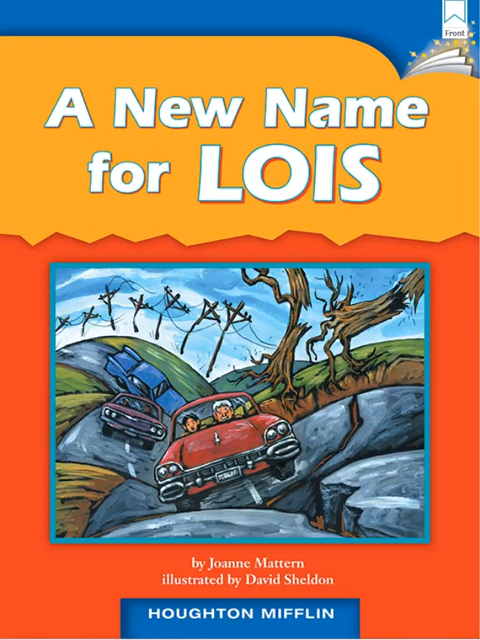 Front
A New Name
for LOIS
by Joanne Mattern
illustrated by David Sheldon
HOUGHTON MIFFLIN